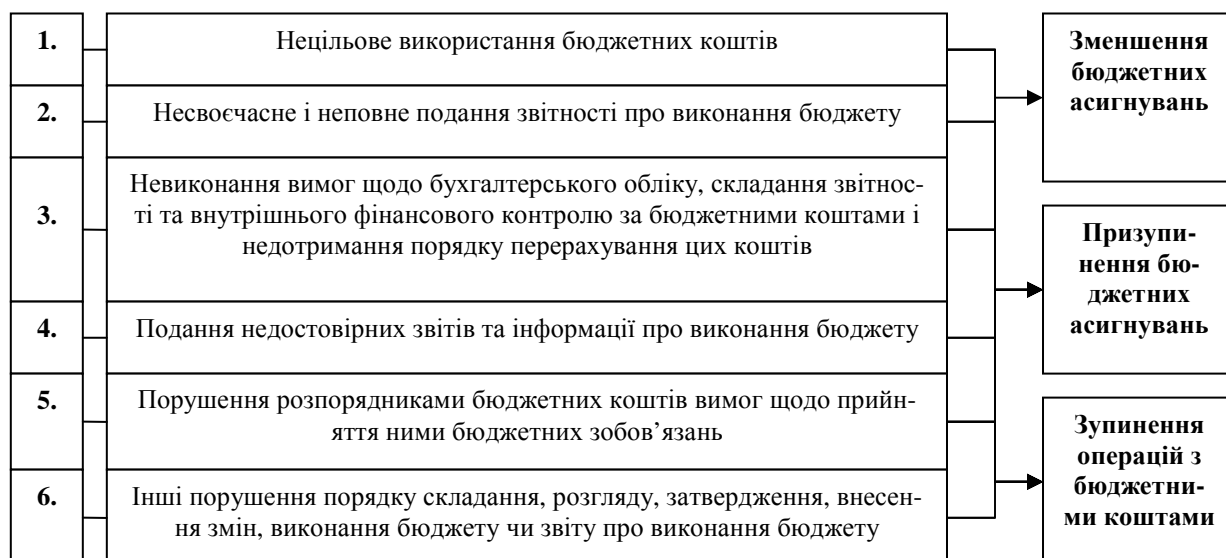 1.
Нецільове використання бюджетних коштів
2.
Несвоєчасне і неповне подання звітності про виконання бюджету
3.
Невиконання вимог щодо бухгалтерського обліку, складання звітнос-
ті та внутрішнього фінансового контролю за бюджетними коштами і
недотримання порядку перерахування цих коштів
4.
Подання недостовірних звітів та інформації про виконання бюджету
5.
Порушення розпорядниками бюджетних коштів вимог щодо прийн-
яття ними бюджетних зобов’язань
6.
Інші порушення порядку складання, розгляду, затвердження, внесен-
ня змін, виконання бюджету чи звіту про виконання бюджету
Зменшення
бюджетних
асигнувань
Призупи-
нення бю-
джетних
асигнувань
Зупинення
операцій з
бюджетни-
ми коштами